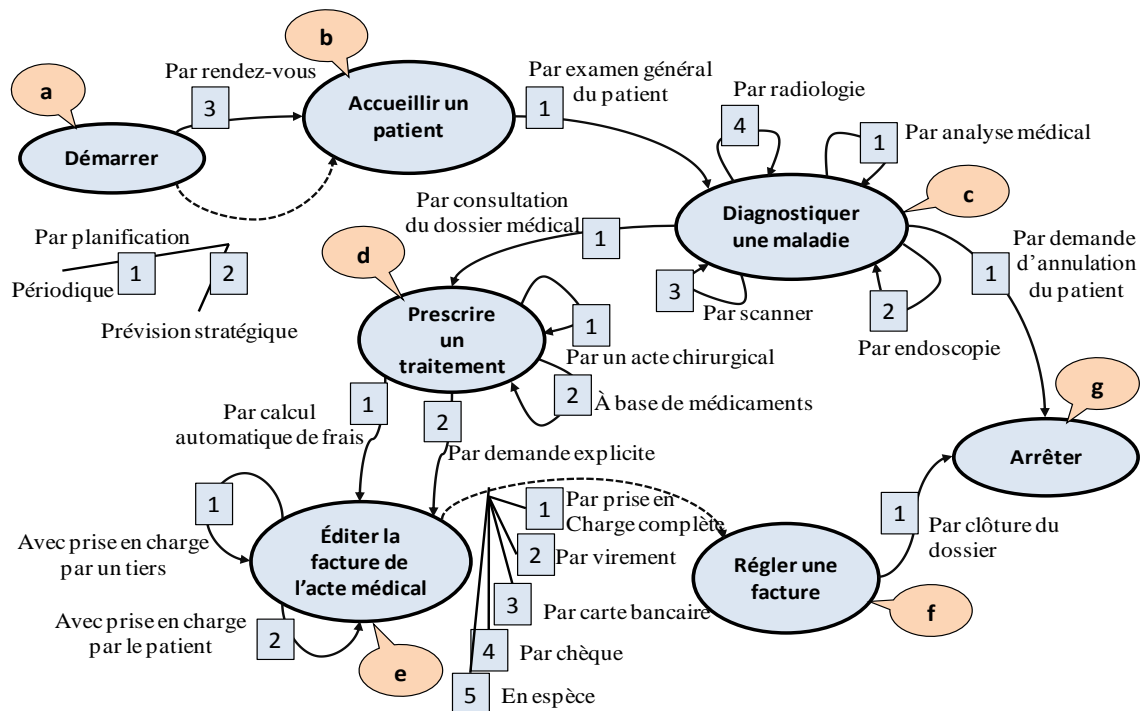 b
Par rendez-vous
a
3
Accueillir un
patient
Par examen général
du patient
1
Par radiologie
4
1
Par analyse médical
Démarrer
Par consultation
du dossier médical
1
Diagnostiquer
une maladie
c
Par planification
1
2
Périodique
Prévision stratégique
d
Par demande
d'annulation
du patient
1
3
Par scanner
2
Par endoscopie
Prescrire
un
traitement
1
Par un acte chirurgical
2
À base de médicaments
g
Arrêter
1
Par calcul
automatique de frais
2
Par demande explicite
1
Avec prise en charge
par un tiers
Éditer la
facture de
l'acte médical
Avec prise en charge
par le patient
2
e
1
Par prise en
Charge complète
2
Par virement
3
Par carte bancaire
4
Par chèque
5
En espèce
Régler une
facture
f
1
Par clôture du
dossier